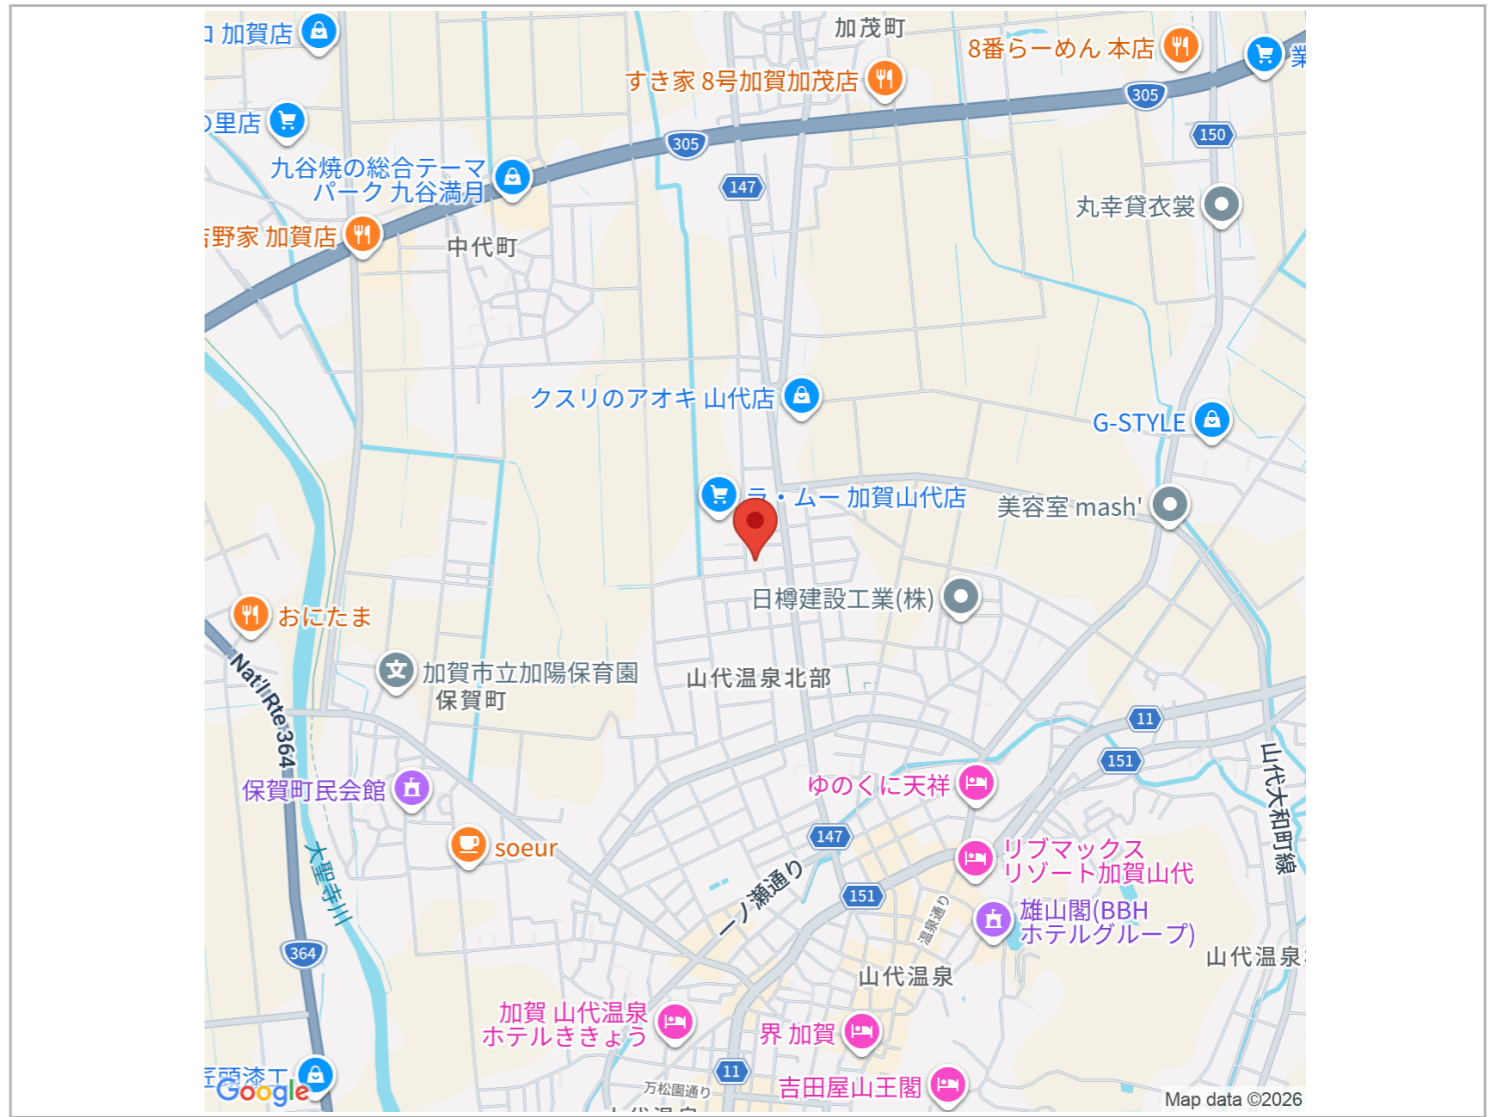 加賀店
加茂町
8番らーめん 本店
すき家 8号加賀加茂店
305
の里店
305
150
九谷焼の総合テーマ
パーク 九谷満月
147
丸幸貸衣裳
吉野家 加賀店
中代町
クスリのアオキ 山代店
G-STYLE
ラ・ムー 加賀山代店
美容室 mash'
日樽建設工業(株)
おにたま
Nat'l Rte 364
加賀市立加陽保育園
保賀町
山代温泉北部
11
151
山代大和町線
保賀町民会館
ゆのくに天祥
soeur
147
リブマックス
リゾート加賀山代
大聖寺川
一ノ瀬通り
151
温泉通り
雄山閣(BBH
ホテルグループ)
364
山代温泉
山代温泉
加賀 山代温泉
ホテルききょう
界 加賀
匠頭漆工
Google
11
万松園通り
吉田屋山王閣
Map data ©2026